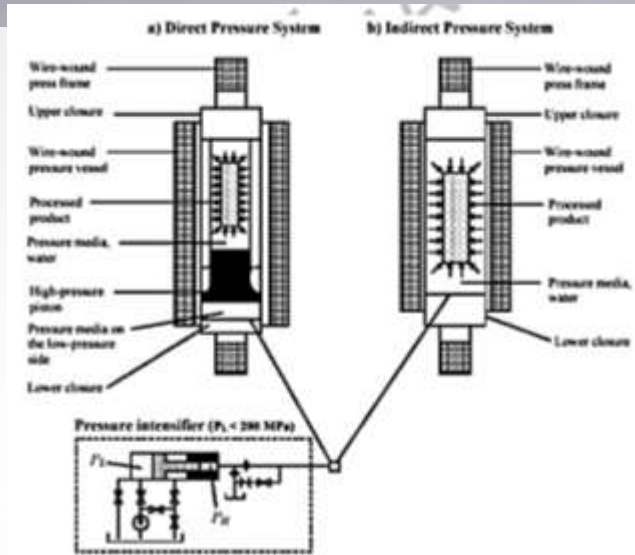 a) Direct Pressure System
b) Indirect Pressure System
Wire-wound
press frame
Upper closure
Wire-wound
pressure vessel
Processed
product
Pressure media,
water
High-pressure
piston
Pressure media on
the low-pressure
side
Lower closure
Wire-wound
press frame
Upper closure
Wire-wound
pressure vessel
Processed
product
Pressure media,
water
Lower closure
Pressure intensifier (PL < 200 MPa)
PL
PH